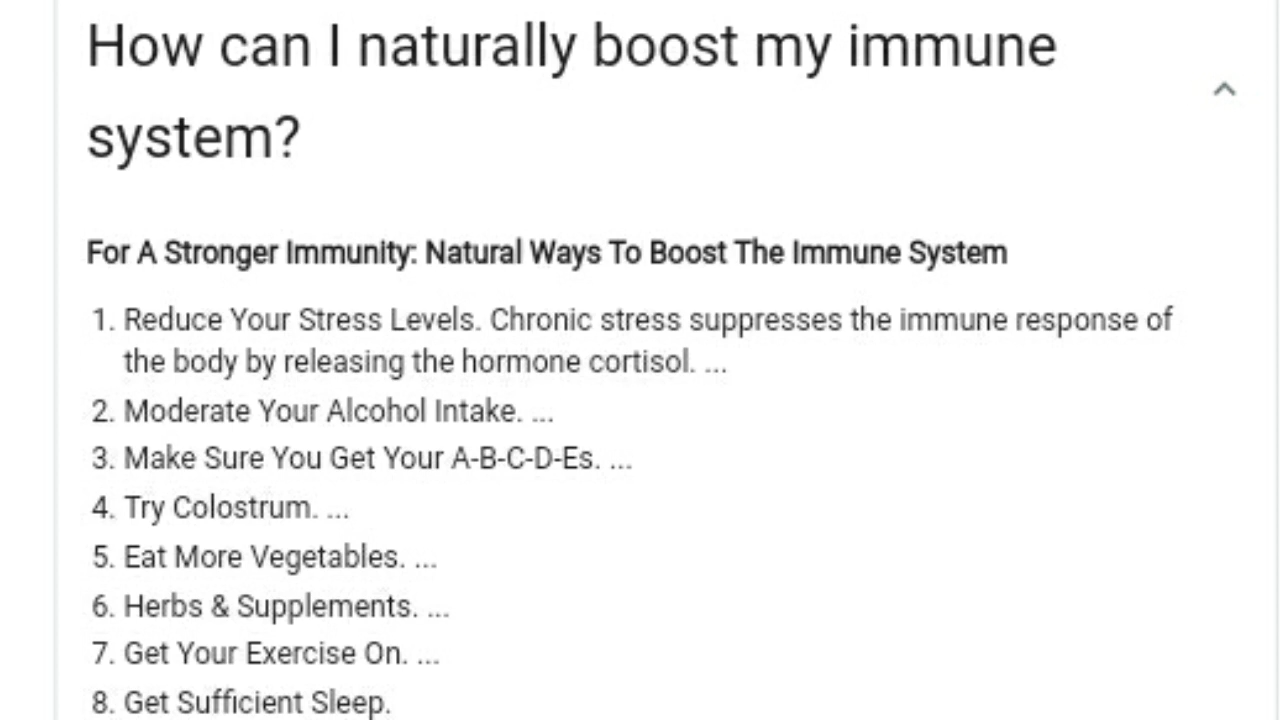 How can I naturally boost my immune
system?
For A Stronger Immunity: Natural Ways To Boost The Immune System
1. Reduce Your Stress Levels. Chronic stress suppresses the immune response of
the body by releasing the hormone cortisol. ...
2. Moderate Your Alcohol Intake. ...
3. Make Sure You Get Your A-B-C-D-Es. ...
4. Try Colostrum. ...
5. Eat More Vegetables. ...
6. Herbs & Supplements. ...
7. Get Your Exercise On. ...
8. Get Sufficient Sleep.